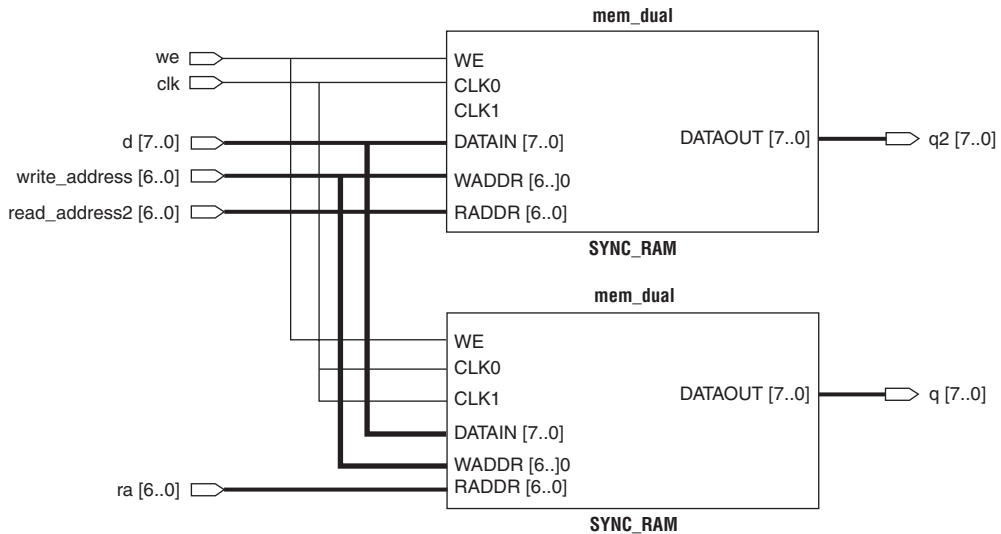 mem_dual
we
WE
clk
CLK0
CLK1
d [7..0]
DATAIN [7..0]
DATAOUT [7..0]
q2 [7..0]
write_address [6..0]
WADDR [6..]0
read_address2 [6..0]
RADDR [6..0]
SYNC_RAM
mem_dual
WE
CLK0
CLK1
DATAOUT [7..0]
q [7..0]
DATAIN [7..0]
WADDR [6..]0
ra [6..0]
RADDR [6..0]
SYNC_RAM